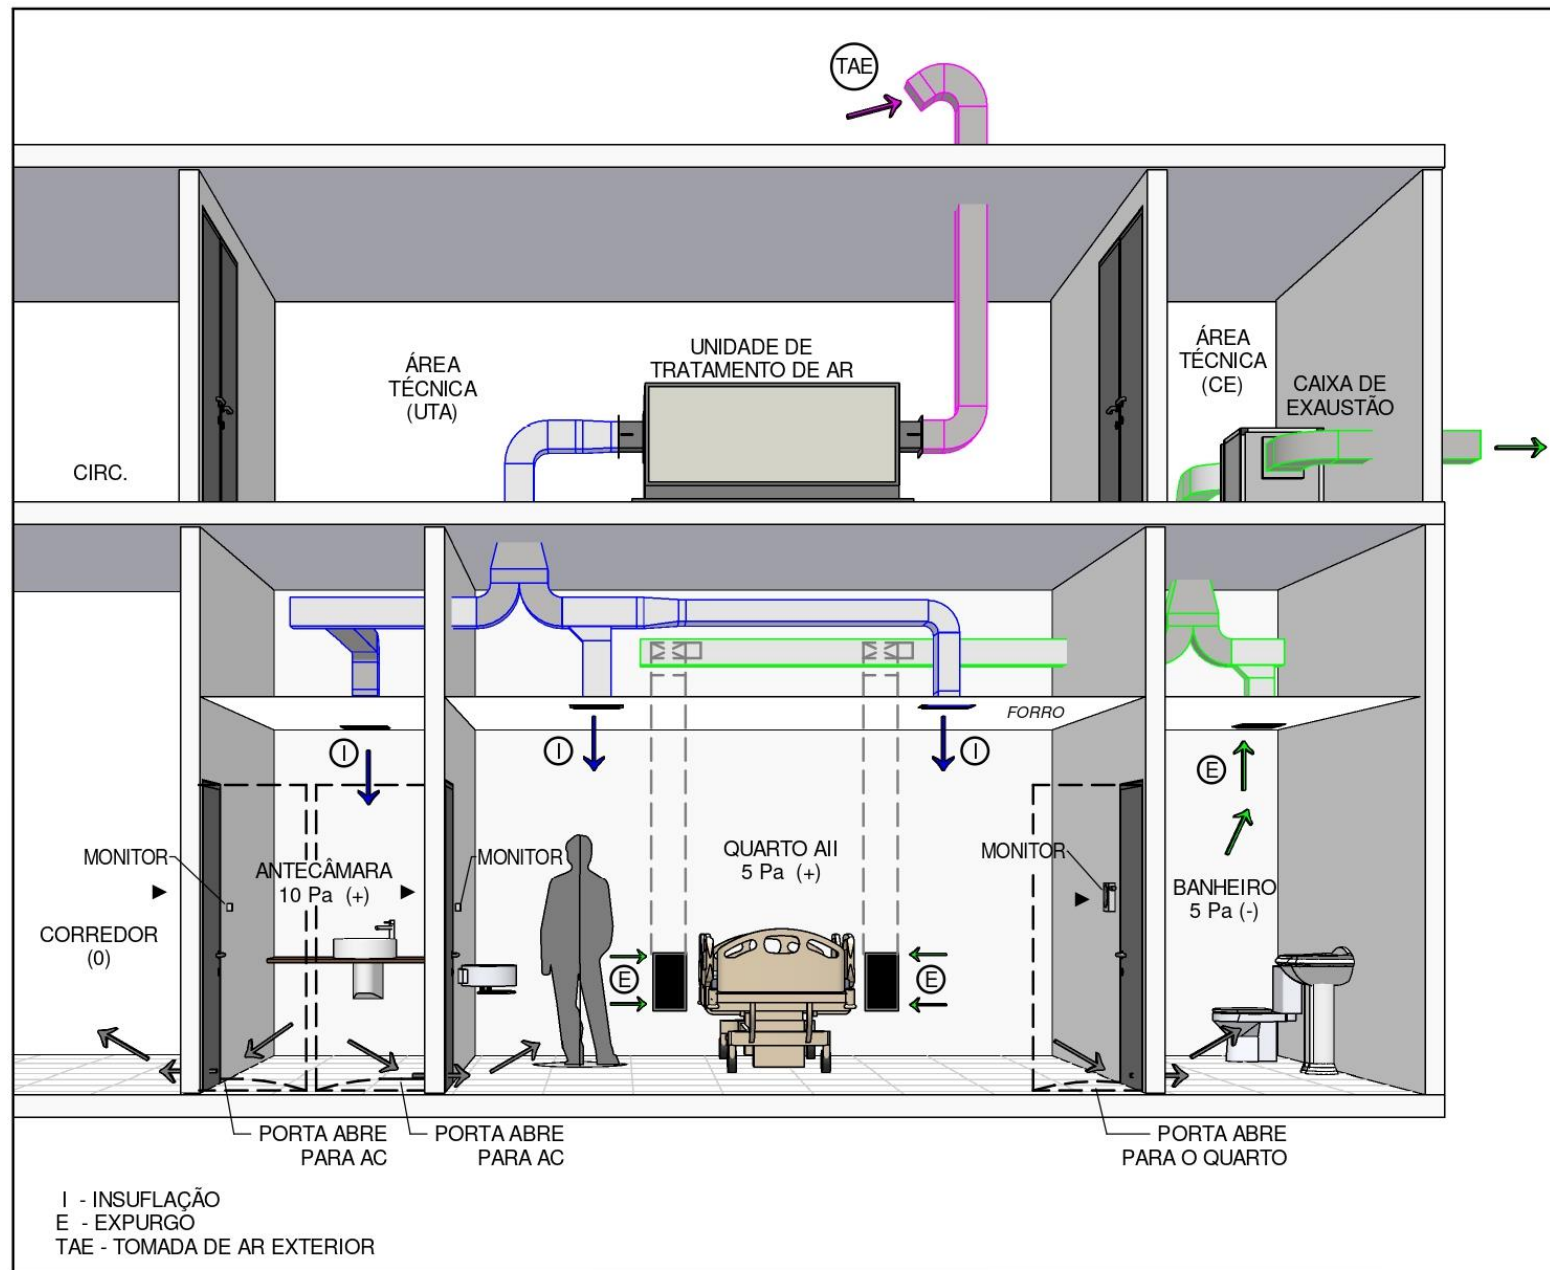 TAE
UNIDADE DE
TRATAMENTO DE AR
ÁREA
TÉCNICA
(UTA)
ÁREA
TÉCNICA
(CE)
CAIXA DE
EXAUSTÃO
CIRC.
FORRO
I
I
I
E
MONITOR
ANTECÂMARA
10 Pa (+)
MONITOR
QUARTO AII
5 Pa (+)
MONITOR
BANHEIRO
5 Pa (-)
CORREDOR
(0)
E
E
PORTA ABRE
PARA AC
PORTA ABRE
PARA AC
PORTA ABRE
PARA O QUARTO
I - INSUFLAÇÃO
E - EXPURGO
TAE - TOMADA DE AR EXTERIOR